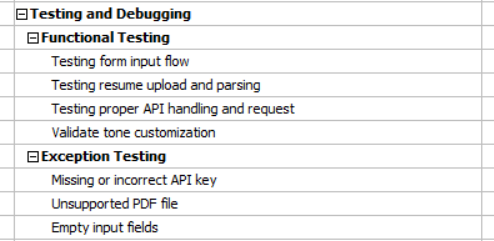 Testing and Debugging
Functional Testing
Testing form input flow
Testing resume upload and parsing
Testing proper API handling and request
Validate tone customization
Exception Testing
Missing or incorrect API key
Unsupported PDF file
Empty input fields